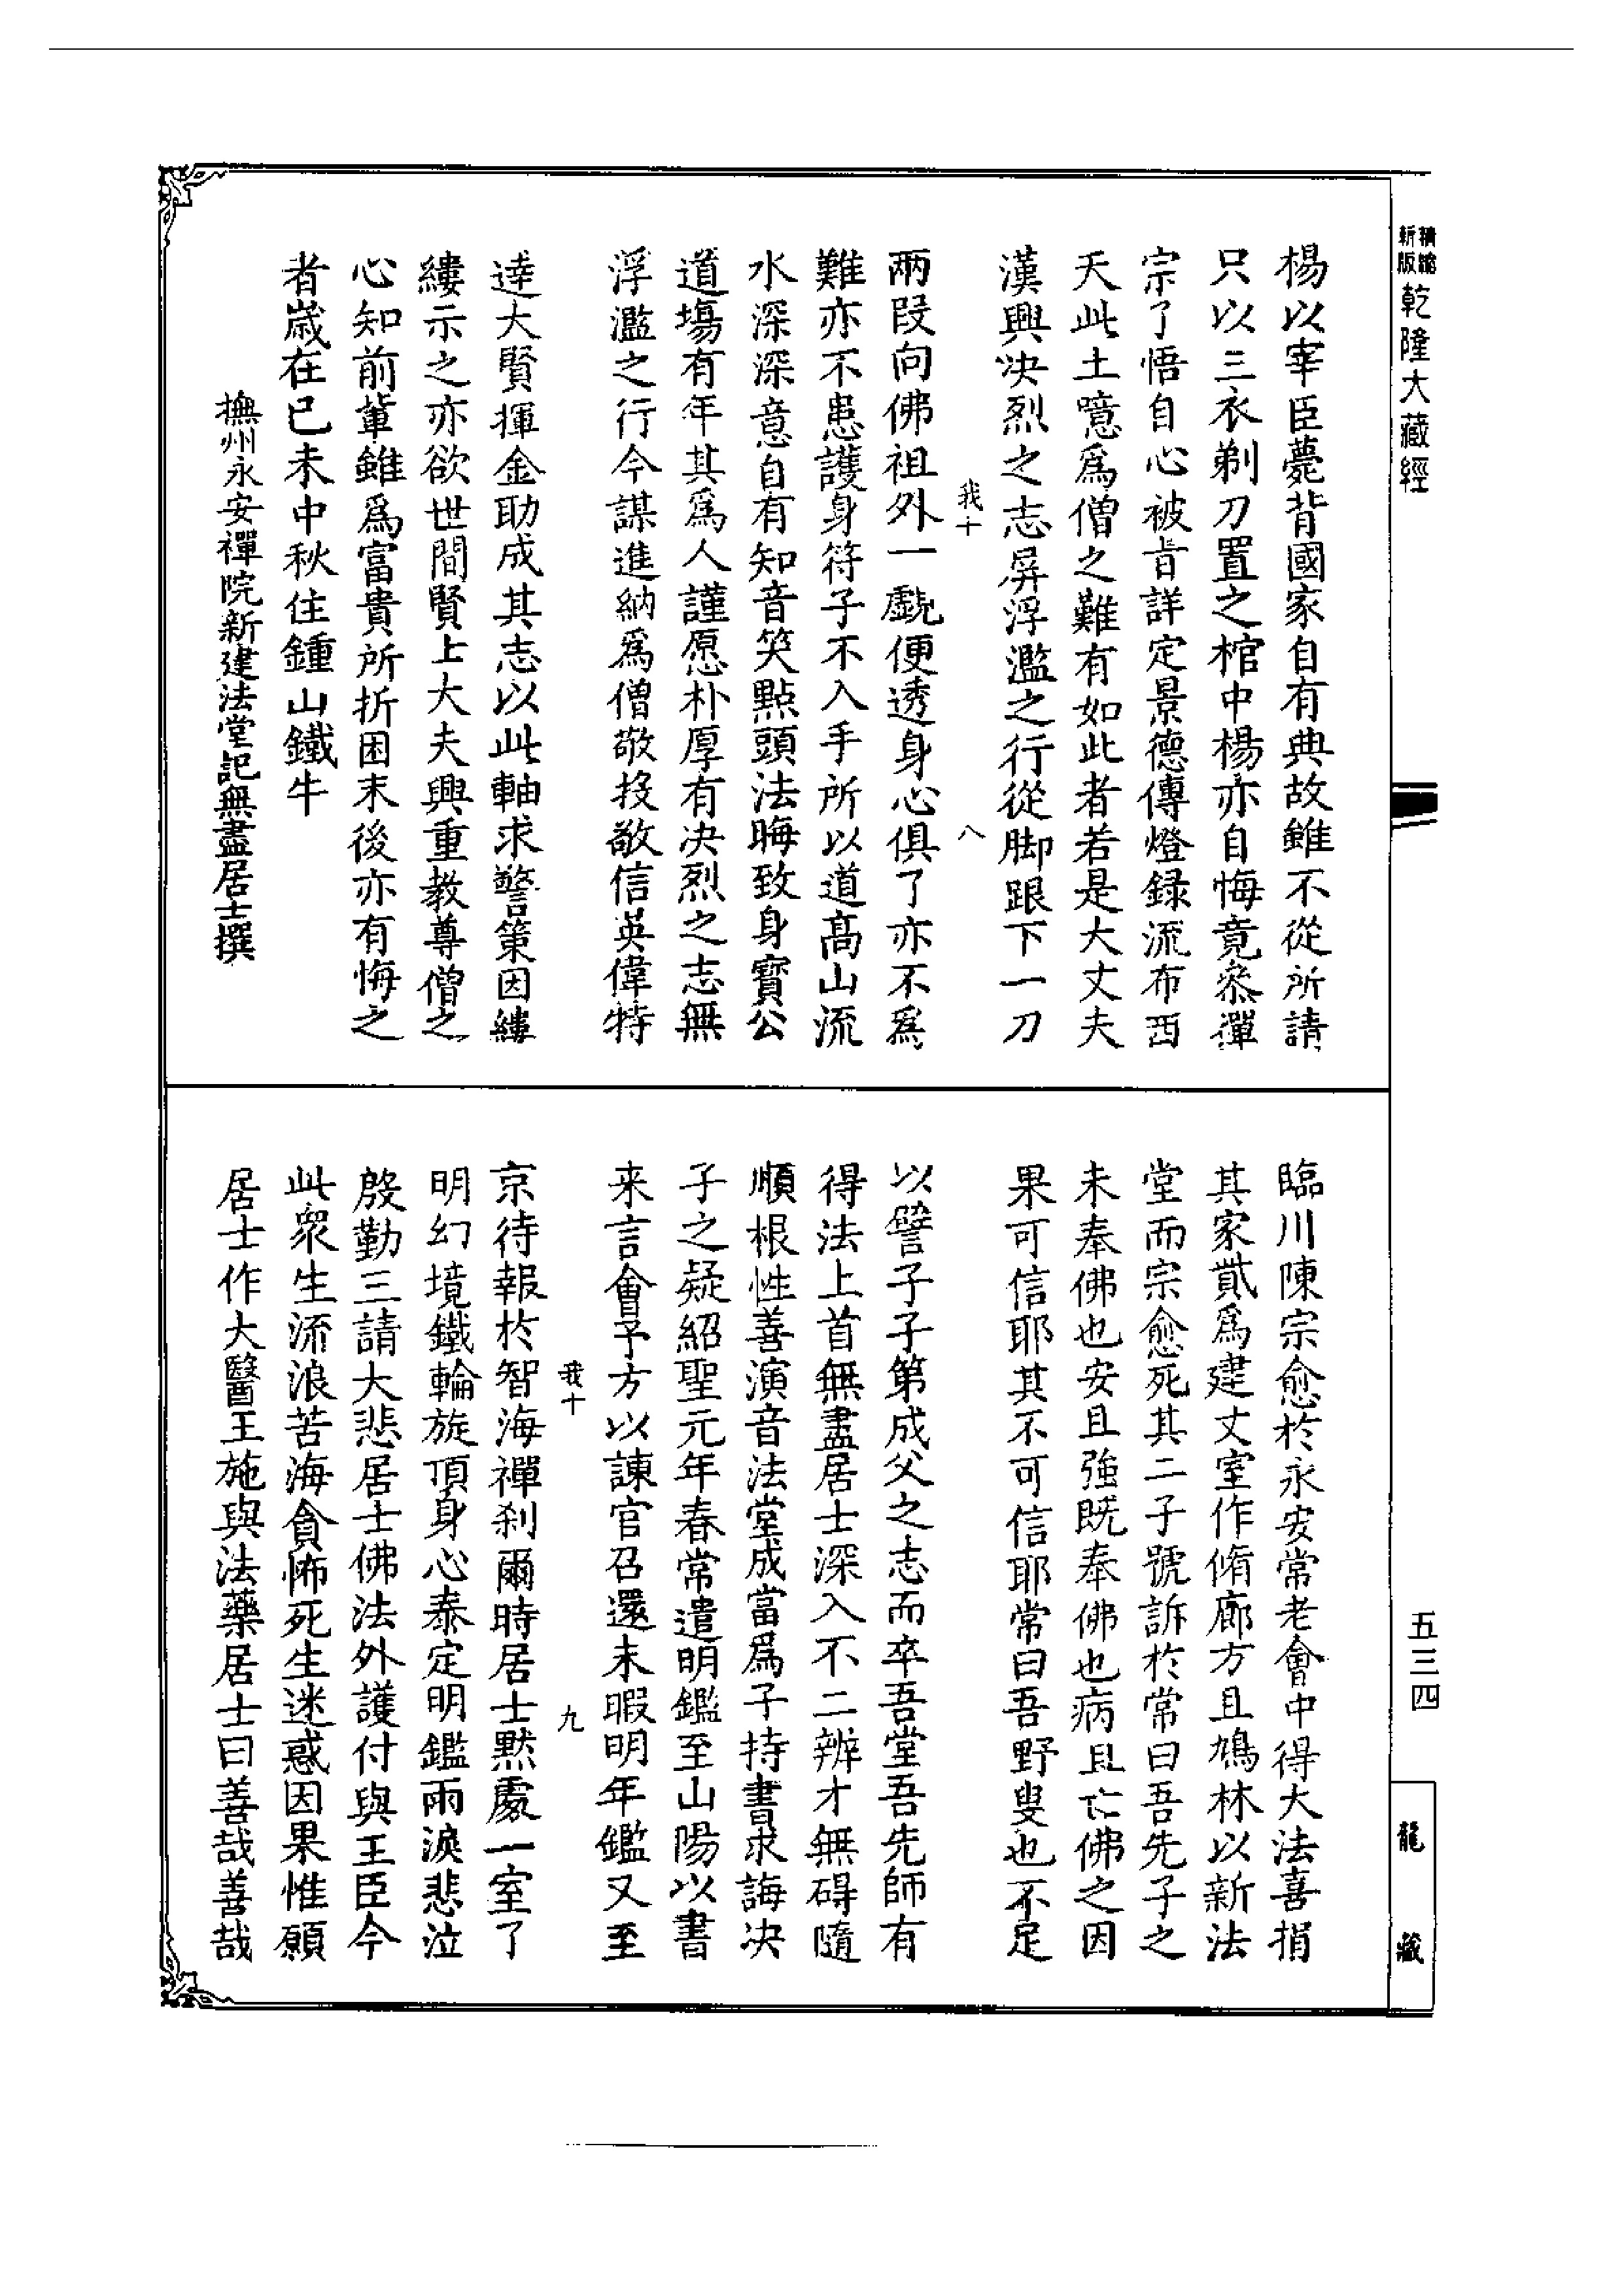 精縮
新版
乾隆大藏經
楊以宰臣薨背國家自有典故雖不從所請
只以三衣剃刀置之棺中楊亦自悔竟叅禪
宗了悟自心被旨詳定景德傳燈録流布西
天此土噫爲僧之難有如此者若是大丈夫
漢興決烈之志屏浮濫之行從脚跟下一刀
我十
八
兩段向佛祖外一覷便透身心俱了亦不爲
難亦不患護身符子不入手所以道髙山流
水深深意自有知音笑點頭法晦致身寳公
道場有年其爲人謹愿朴厚有決烈之志無
浮濫之行今謀進納爲僧敬投敬信英偉特
達大賢揮金助成其志以此軸求警策因縷
縷示之亦欲世間賢上大夫興重教尊僧之
心知前軰雖爲富貴所折困末後亦有悔之
者歲在已未中秋住鍾山鐵牛
撫州永安禪院新建法堂記無盡居士撰
臨川陳宗愈於永安常老會中得大法喜捐
其家貲爲建丈室作脩廊方且鳩林以新法
堂而宗愈死其二子號訴於常曰吾先子之
未奉佛也安且強既奉佛也病且亡佛之因
果可信耶其不可信耶常曰吾野叟也不足
以譬子子第成父之志而卒吾堂吾先師有
得法上首無盡居士深入不二辨才無碍隨
順根性善演音法堂成當爲子持書求誨决
子之疑紹聖元年春常遣明鑑至山陽以書
来言會予方以諫官召還未暇明年鑑又至
我十
九
京待報於智海禪刹爾時居士黙處一室了
明幻境鐵輪旋頂身心泰定明鑑雨淚悲泣
慇勤三請大悲居士佛法外護付與王臣今
此衆生流浪苦海貪怖死生迷惑因果惟願
居士作大醫王施與法藥居士曰善哉善哉
五三四
龍藏